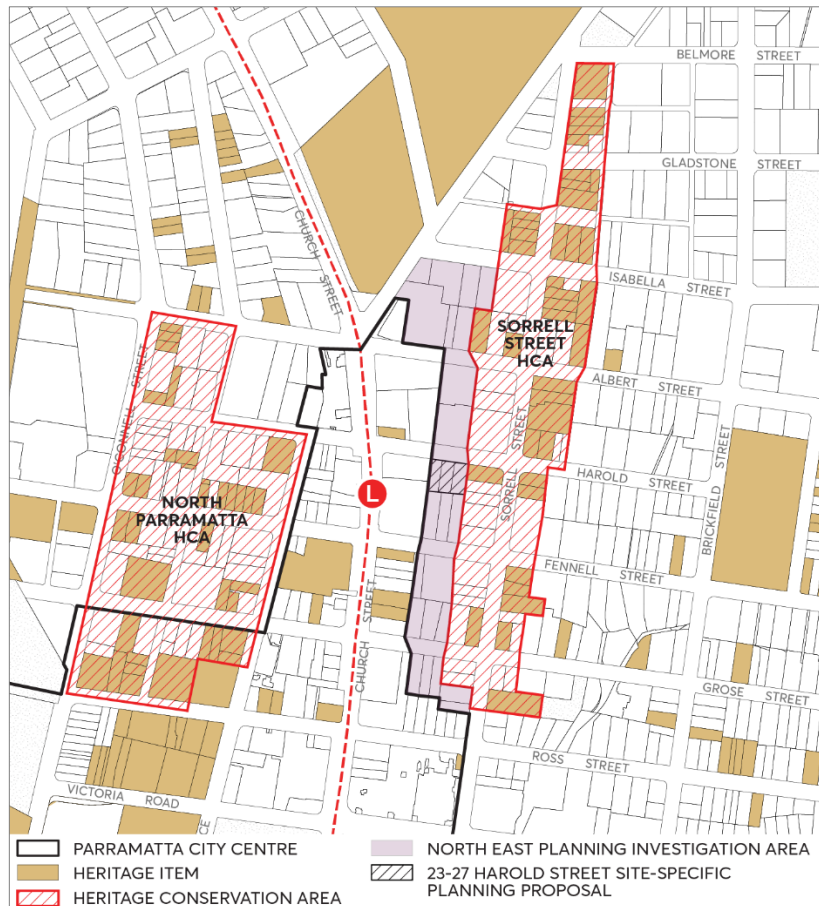 BELMORE STREET
GLADSTONE STREET
CHURCH STREET
ISABELLA STREET
SORRELL
STREET
HCA
ALBERT STREET
O'CONNELL STREET
SORRELL STREET
BRICKFIELD STREET
HAROLD STREET
L
NORTH
PARRAMATTA
HCA
FENNELL STREET
CHURCH STREET
GROSE STREET
ROSS STREET
VICTORIA ROAD
CE
PARRAMATTA CITY CENTRE
HERITAGE ITEM
HERITAGE CONSERVATION AREA
NORTH EAST PLANNING INVESTIGATION AREA
23-27 HAROLD STREET SITE-SPECIFIC
PLANNING PROPOSAL